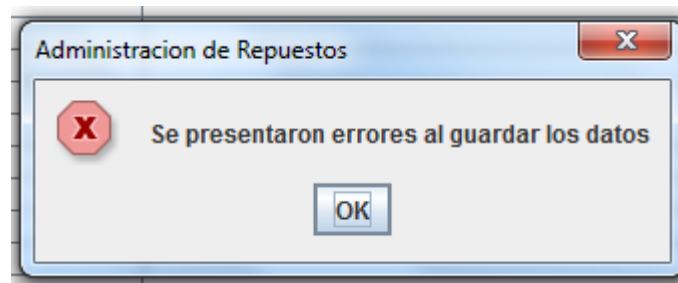 Administracion de Repuestos
Se presentaron errores al guardar los datos
OK